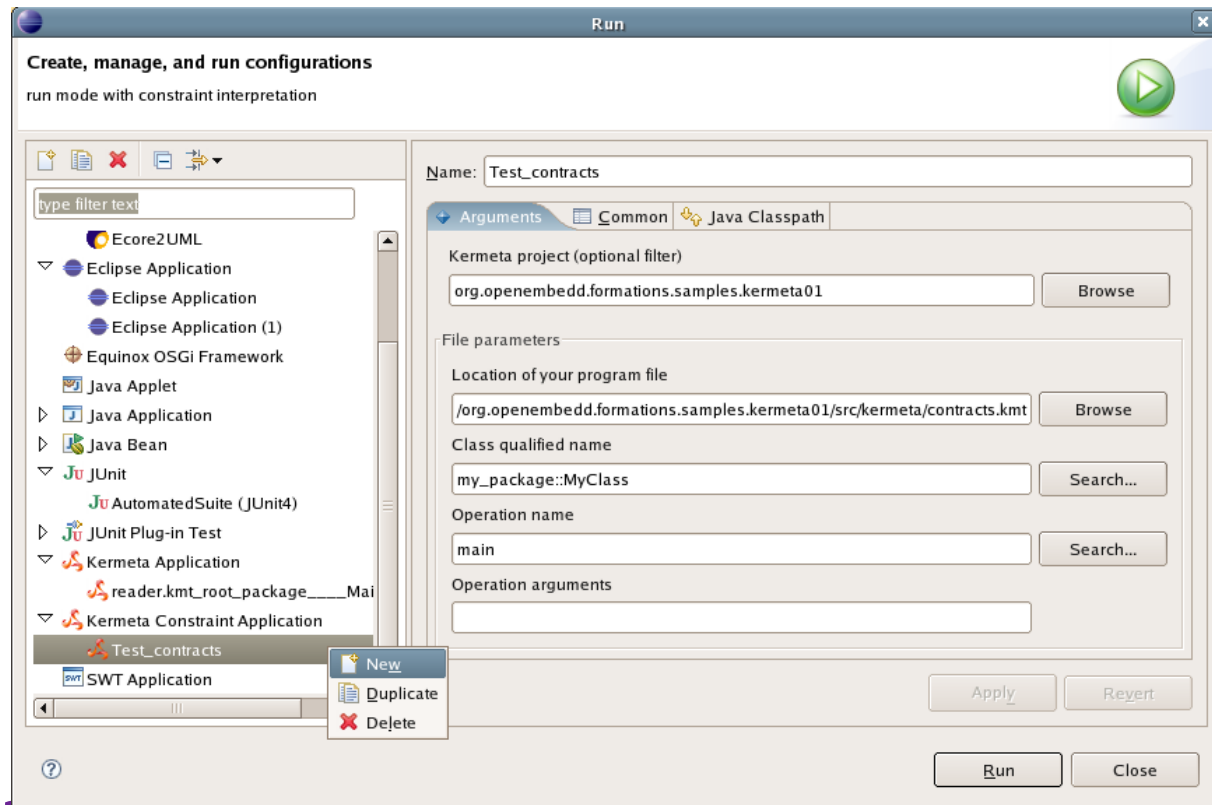 Run
Create, manage, and run configurations
run mode with constraint interpretation
type filter text
Ecore2UML
Eclipse Application
Eclipse Application
Eclipse Application (1)
Equinox OSGi Framework
Java Applet
Java Application
Java Bean
JUnit
AutomatedSuite (JUnit4)
JUnit Plug-in Test
Kermeta Application
reader.kmt_root_package____Mai
Kermeta Constraint Application
Test_contracts
SWT Application
New
Duplicate
Delete
Name: Test_contracts
Arguments Common Java Classpath
Kermeta project (optional filter)
org.openembedd.formations.samples.kermeta01 Browse
File parameters
Location of your program file
/org.openembedd.formations.samples.kermeta01/src/kermeta/contracts.kmt Browse
Class qualified name
my_package::MyClass Search...
Operation name
main Search...
Operation arguments
Apply Revert
Run Close